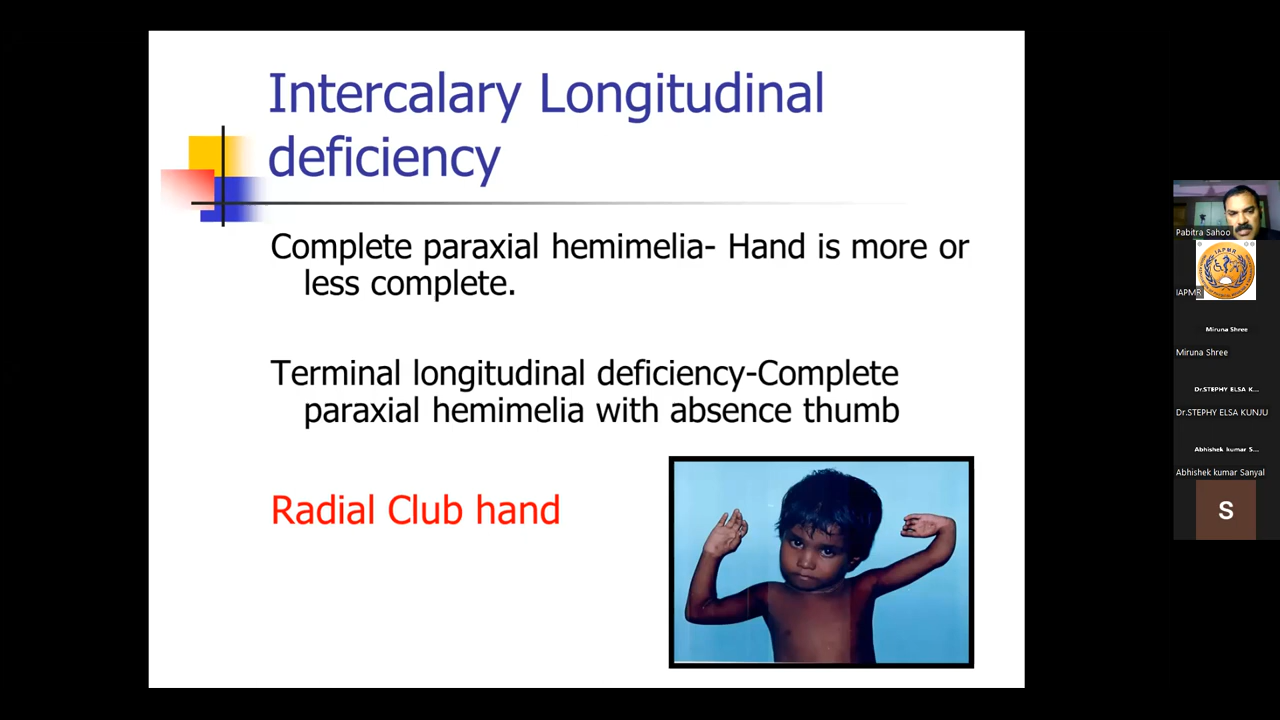 Intercalary Longitudinal
deficiency
Complete paraxial hemimelia- Hand is more or
less complete.
Terminal longitudinal deficiency-Complete
paraxial hemimelia with absence thumb
Radial Club hand
Pabitra Sahoo
IAPMR
IAPMR
Miruna Shree
Miruna Shree
Dr.STEPHY ELSA K...
Dr.STEPHY ELSA KUNJU
Abhishek kumar S...
Abhishek kumar Sanyal
S